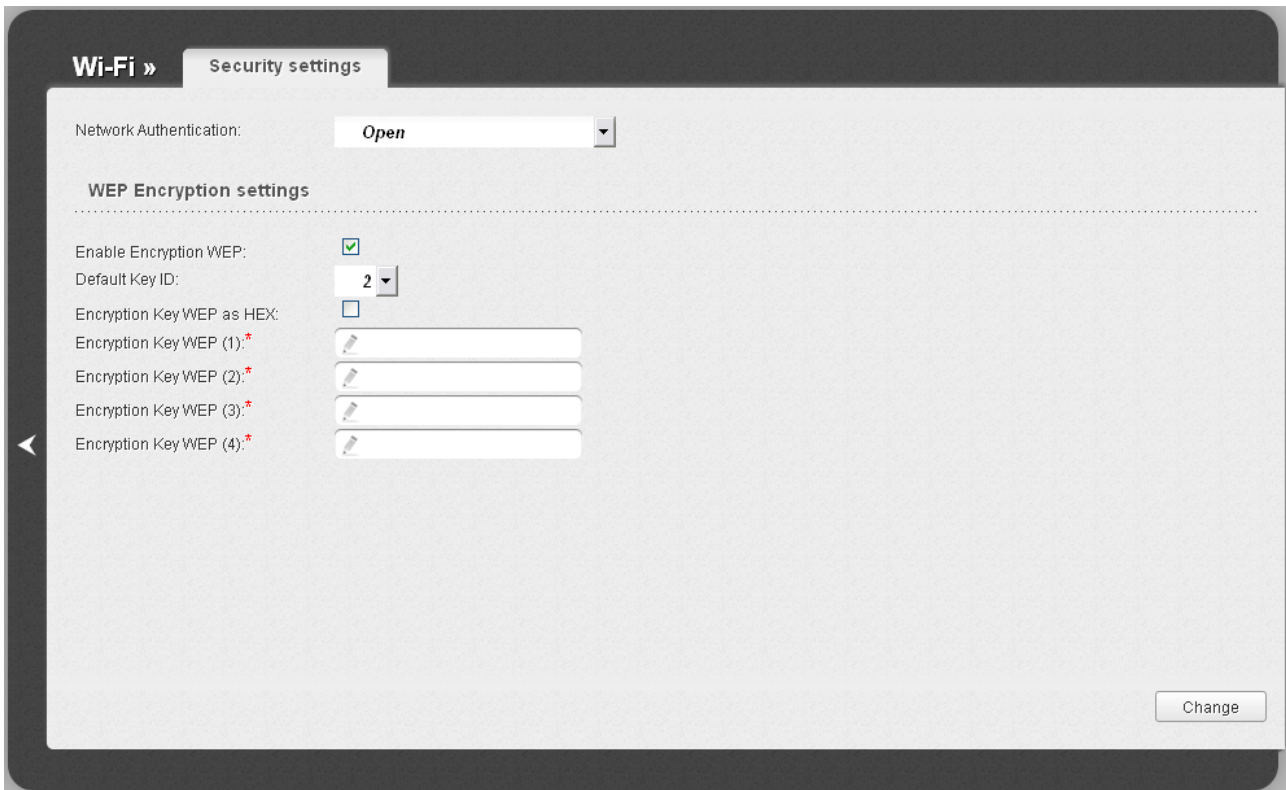 Wi-Fi » Security settings
Network Authentication: Open
WEP Encryption settings
Enable Encryption WEP:
Default Key ID: 2
Encryption Key WEP as HEX:
Encryption Key WEP (1):*
Encryption Key WEP (2):*
Encryption Key WEP (3):*
Encryption Key WEP (4):*
Change